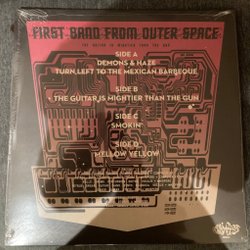 FIRST BAND FROM OUTER SPACE
THE GUITAR IS MIGHTIER THAN THE GUN
SIDE A
DEMONS & HAZE
TURN LEFT TO THE MEXICAN BARBEQUE
SIDE B
THE GUITAR IS MIGHTIER THAN THE GUN
SIDE C
SMOKIN'
SIDE D
MELLOW YELLOW